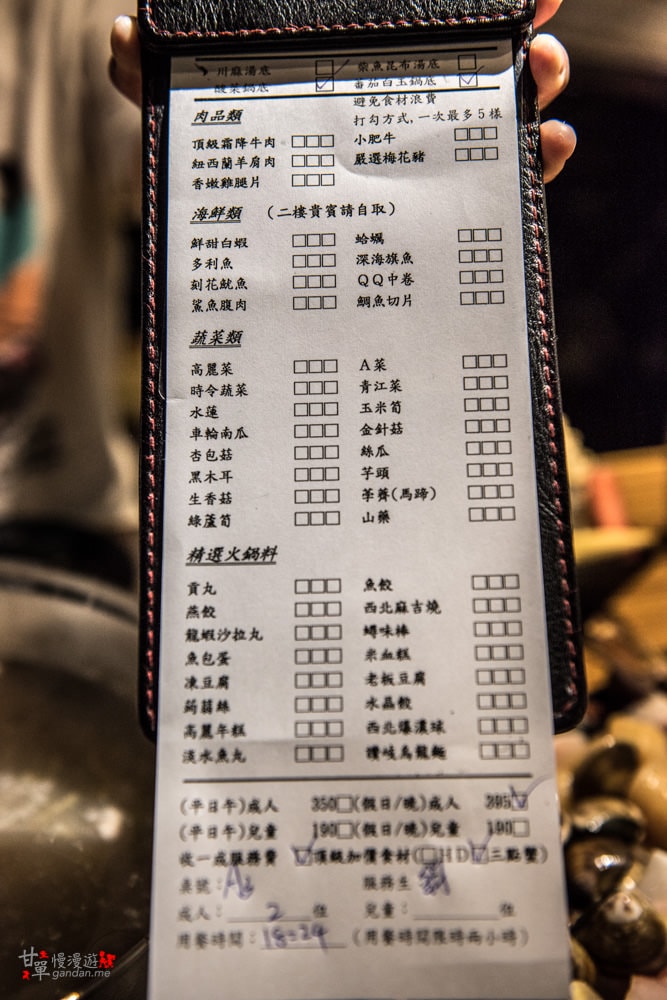 川麻湯底 □ 柴魚昆布湯底 □
酸菜鍋底 ☑ 番茄白玉鍋底 ☑
避免食材浪費
肉品類 打勾方式,一次最多5樣
頂級霜降牛肉 □□□ 小肥牛 □□□
紐西蘭羊肩肉 □□□ 嚴選梅花豬 □□□
香嫩雞腿片 □□□
海鮮類 (二樓貴賓請自取)
鮮甜白蝦 □□□ 蛤蠣 □□□
多利魚 □□□ 深海旗魚 □□□
刻花魷魚 □□□ QQ中卷 □□□
鯊魚腹肉 □□□ 鯛魚切片 □□□
蔬菜類
高麗菜 □□□ A菜 □□□
時令蔬菜 □□□ 青江菜 □□□
水蓮 □□□ 玉米筍 □□□
車輪南瓜 □□□ 金針菇 □□□
杏包菇 □□□ 絲瓜 □□□
黑木耳 □□□ 芋頭 □□□
生香菇 □□□ 荸薺(馬蹄) □□□
綠蘆筍 □□□ 山藥 □□□
精選火鍋料
貢丸 □□□ 魚餃 □□□
燕餃 □□□ 西北麻吉燒 □□□
龍蝦沙拉丸 □□□ 鱘味棒 □□□
魚包蛋 □□□ 米血糕 □□□
凍豆腐 □□□ 老板豆腐 □□□
蒟蒻絲 □□□ 水晶餃 □□□
高麗年糕 □□□ 西北爆漿球 □□□
淡水魚丸 □□□ 讚岐烏龍麵 □□□
(平日午)成人 350□(假日/晚)成人 395☑
(平日午)兒童 190□(假日/晚)兒童 190□
收一成服務費 ☑頂級加價食材(□HD☑三點蟹)
桌號: 服務生 劉
成人: 2 位 兒童: 位
用餐時間: 18=24 (用餐時間限時兩小時)
甘單慢慢遊
gandan.me